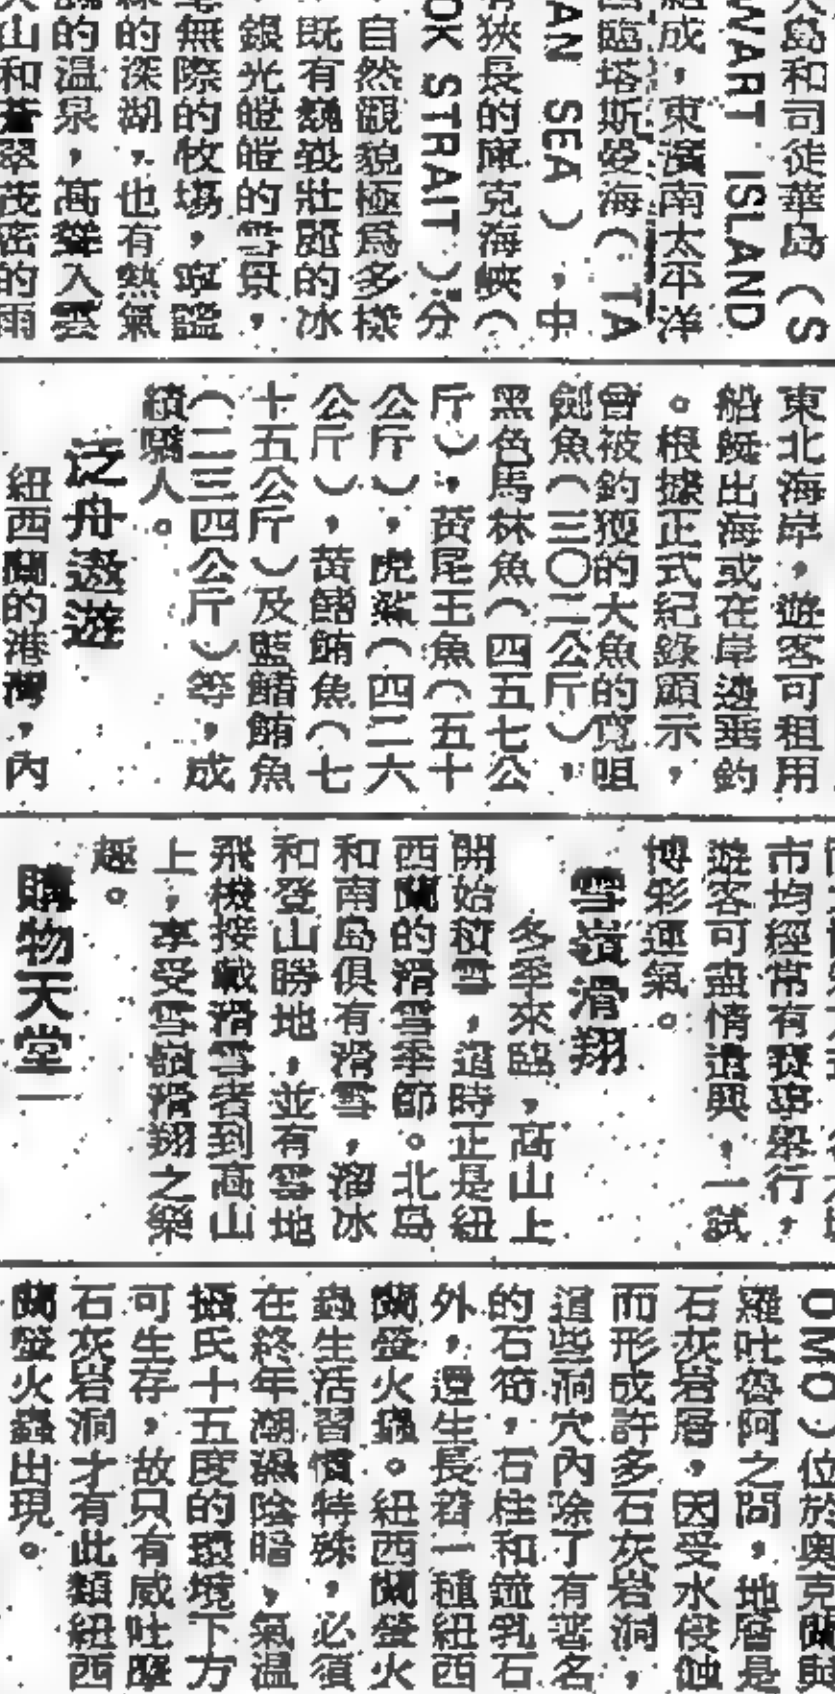 大島和司徒華島（S
WART ISLAND
組成，東濱南太平洋
西臨塔斯曼海（TA
AN SEA），中
有狹長的庫克海峽（
OK STRAIT）分
自然觀貌極為多樣
既有巍峩壯麗的冰
銀光皚皚的雪景，
無際的牧場，寧謐
的深湖，也有熱氣
的溫泉，高聳入雲
火山和蒼翠茂密的雨
東北海岸，遊客可租用
船艇出海或在岸邊垂釣
。根據正式紀錄顯示，
曾被釣獲的大魚的寬咀
劍魚（三〇二公斤），
黑色馬林魚（四五七公
斤），黃尾王魚（五十
公斤），虎鯊（四二六
公斤），黃鰭鮪魚（七
十五公斤）及藍鰭鮪魚
（二三四公斤）等，成
績驕人。
泛舟遨遊
紐西蘭的港灣，內
市均經常有賽事舉行，
遊客可盡情遣興，一試
博彩運氣。
雪嶺滑翔
冬季來臨，高山上
開始積雪，這時正是紐
西蘭的滑雪季節。北島
和南島俱有滑雪，溜冰
和登山勝地，並有雪地
飛機接載滑雪者到高山
上，享受雪嶺滑翔之樂
趣。
購物天堂
OMO）位於奧克蘭與
羅吐魯阿之間，地層是
石灰岩層，因受水侵蝕
而形成許多石灰岩洞，
這些洞穴內除了有著名
的石筍，石柱和鐘乳石
外，還生長着一種紐西
蘭螢火蟲。紐西蘭螢火
蟲生活習慣特殊，必須
在終年潮濕陰暗，氣溫
攝氏十五度的環境下方
可生存，故只有威吐摩
石灰岩洞才有此類紐西
蘭螢火蟲出現。